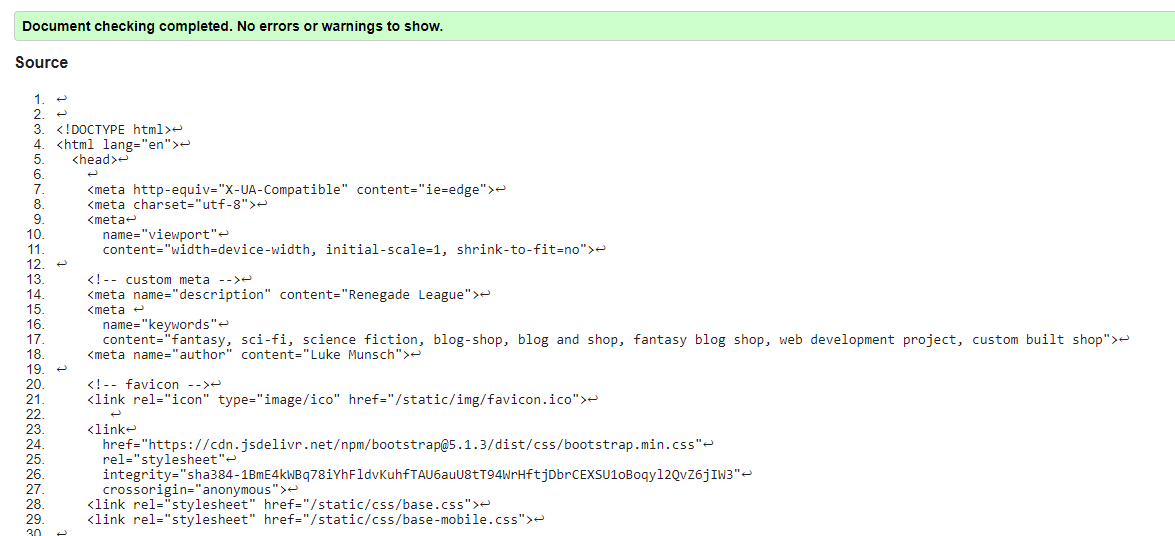 Document checking completed. No errors or warnings to show.
Source
1. ↩
2. ↩
3. <!DOCTYPE html>↩
4. <html lang="en">↩
5. <head>↩
6. ↩
7. <meta http-equiv="X-UA-Compatible" content="ie=edge">↩
8. <meta charset="utf-8">↩
9. <meta↩
10. name="viewport"↩
11. content="width=device-width, initial-scale=1, shrink-to-fit=no">↩
12. ↩
13. <!-- custom meta -->↩
14. <meta name="description" content="Renegade League">↩
15. <meta ↩
16. name="keywords"↩
17. content="fantasy, sci-fi, science fiction, blog-shop, blog and shop, fantasy blog shop, web development project, custom built shop">↩
18. <meta name="author" content="Luke Munsch">↩
19. ↩
20. <!-- favicon -->↩
21. <link rel="icon" type="image/ico" href="/static/img/favicon.ico">↩
22. ↩
23. <link↩
24. href="https://cdn.jsdelivr.net/npm/bootstrap@5.1.3/dist/css/bootstrap.min.css"↩
25. rel="stylesheet"↩
26. integrity="sha384-1BmE4kWBq78iYhFldvKuhfTAU6auU8tT94WrHftjDbrCEXSU1oBoqyl2QvZ6jIW3"↩
27. crossorigin="anonymous">↩
28. <link rel="stylesheet" href="/static/css/base.css">↩
29. <link rel="stylesheet" href="/static/css/base-mobile.css">↩
30. ↩